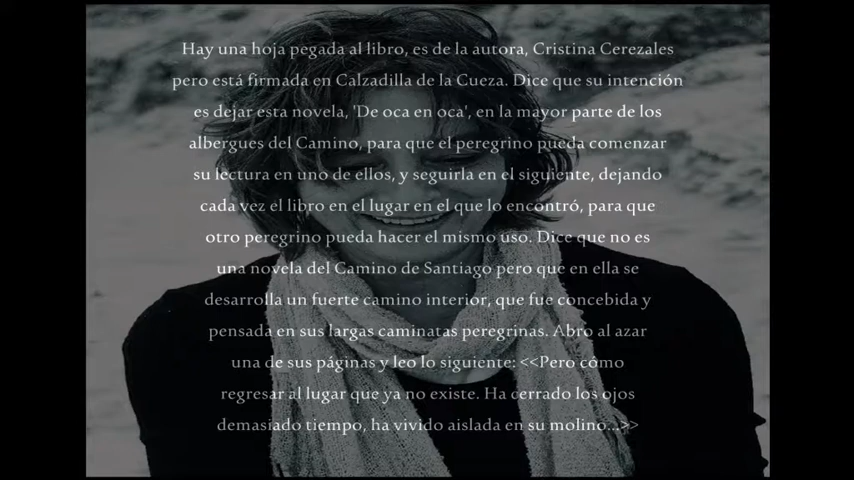 Hay una hoja pegada al libro, es de la autora, Cristina Cerezales
pero está firmada en Calzadilla de la Cueza. Dice que su intención
es dejar esta novela, 'De oca en oca', en la mayor parte de los
albergues del Camino, para que el peregrino pueda comenzar
su lectura en uno de ellos, y seguirla en el siguiente, dejando
cada vez el libro en el lugar en el que lo encontró, para que
otro peregrino pueda hacer el mismo uso. Dice que no es
una novela del Camino de Santiago pero que en ella se
desarrolla un fuerte camino interior, que fue concebida y
pensada en sus largas caminatas peregrinas. Abro al azar
una de sus páginas y leo lo siguiente: <<Pero cómo
regresar al lugar que ya no existe. Ha cerrado los ojos
demasiado tiempo, ha vivido aislada en su molino...>>